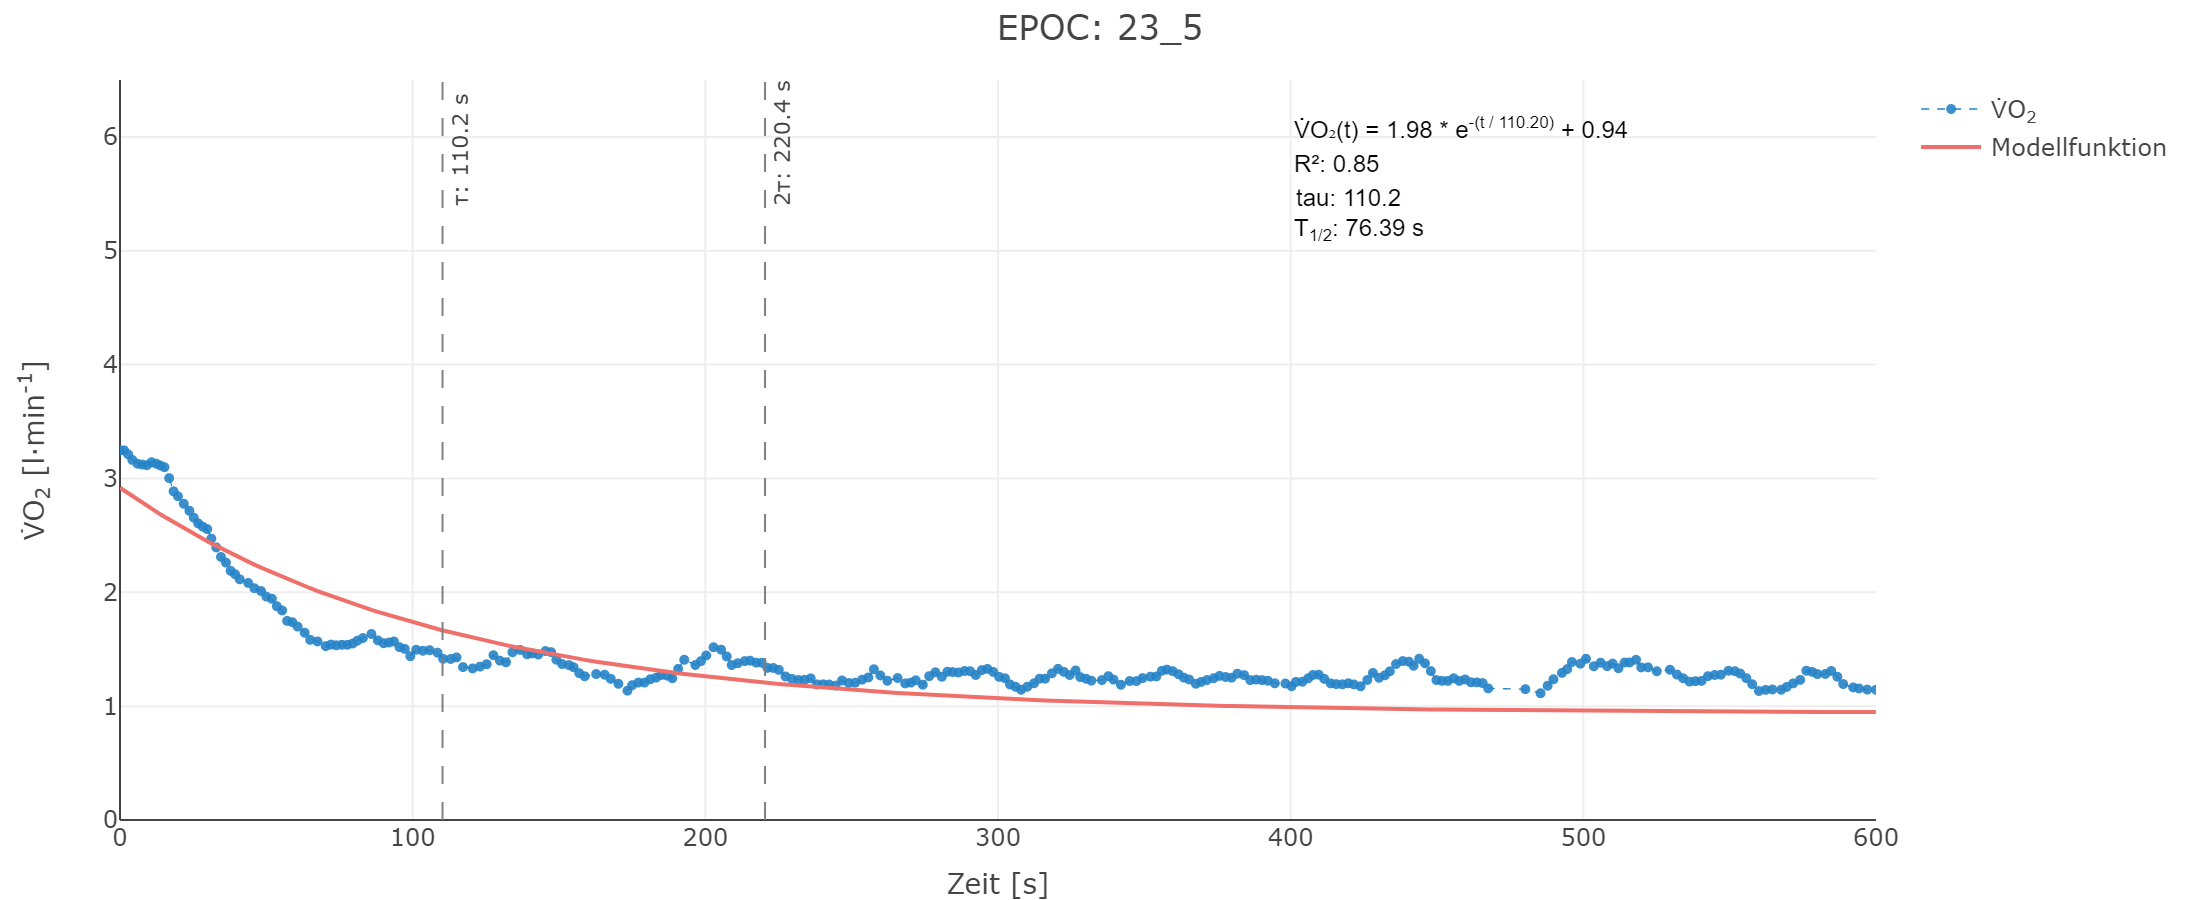 EPOC: 23_5
τ: 110.2 s
2τ: 220.4 s
V̇O₂(t) = 1.98 * e⁻⁽ᵗ ᐟ ¹¹⁰·²⁰⁾ + 0.94
R²: 0.85
tau: 110.2
T1/2: 76.39 s
V̇O₂
Modellfunktion
V̇O₂ [l·min⁻¹]
6
5
4
3
2
1
0
0 100 200 300 400 500 600
Zeit [s]